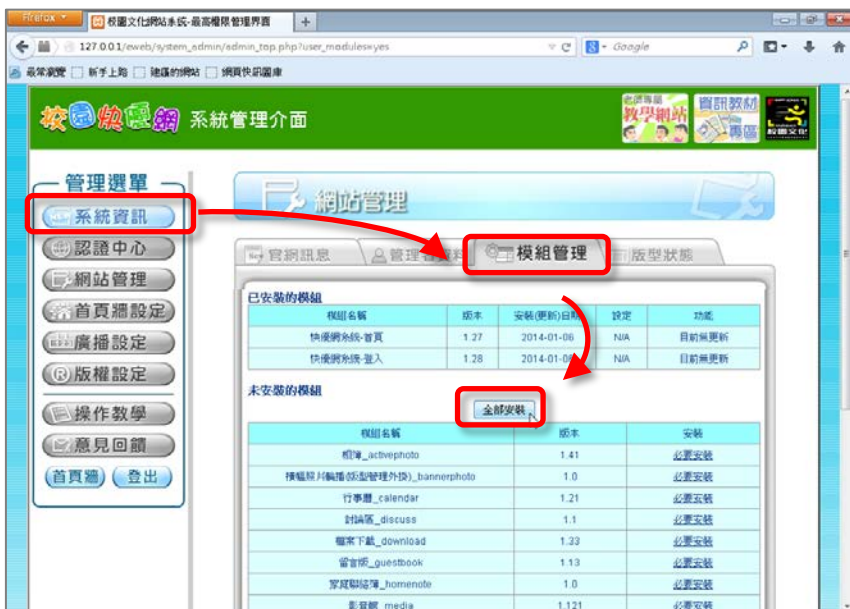 Firefox
校園文化網站系統-最高權限管理界面
127.0.0.1/eweb/system_admin/admin_top.php?user_modules=yes
Google
最常瀏覽 新手上路 建議的網站 網頁快訊圖庫
校園快優網 系統管理介面
老師專屬 教學網站
資訊教材專區
校園文化
管理選單
系統資訊
認證中心
網站管理
首頁牆設定
廣播設定
版權設定
操作教學
意見回饋
首頁牆 登出
網站管理
官網訊息 管理者資料 模組管理 版型狀態
已安裝的模組
模組名稱 版本 安裝(更新)日期 設定 功能
快優網系統-首頁 1.27 2014-01-06 N/A 目前無更新
快優網系統-登入 1.28 2014-01-06 N/A 目前無更新
未安裝的模組
全部安裝
模組名稱 版本 安裝
相簿_activephoto 1.41 必要安裝
橫幅照片輪播(版型管理外掛)_bannerphoto 1.0 必要安裝
行事曆_calendar 1.21 必要安裝
討論區_discuss 1.1 必要安裝
檔案下載_download 1.33 必要安裝
留言版_guestbook 1.13 必要安裝
家庭聯絡簿_homenote 1.0 必要安裝
影音館_media 1.121 必要安裝